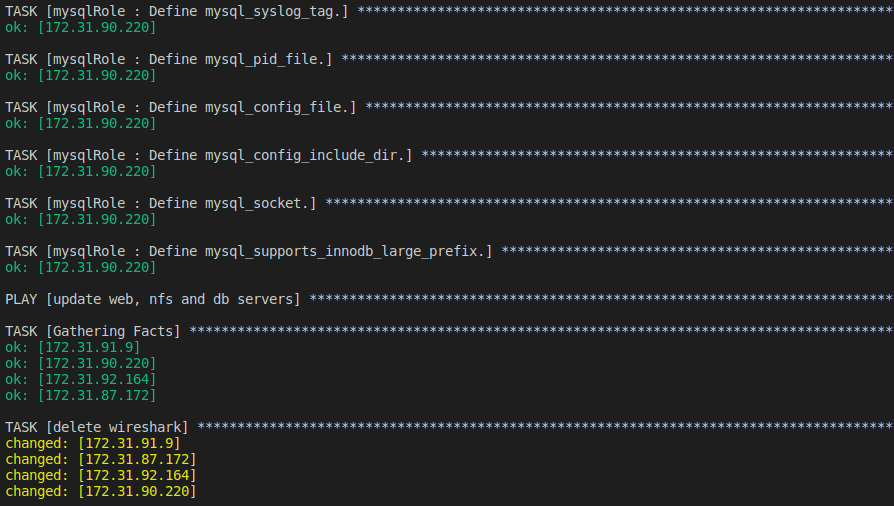 TASK [mysqlRole : Define mysql_syslog_tag.] *******************************************************************
ok: [172.31.90.220]
TASK [mysqlRole : Define mysql_pid_file.] *********************************************************************
ok: [172.31.90.220]
TASK [mysqlRole : Define mysql_config_file.] ******************************************************************
ok: [172.31.90.220]
TASK [mysqlRole : Define mysql_config_include_dir.] ***********************************************************
ok: [172.31.90.220]
TASK [mysqlRole : Define mysql_socket.] ***********************************************************************
ok: [172.31.90.220]
TASK [mysqlRole : Define mysql_supports_innodb_large_prefix.] *************************************************
ok: [172.31.90.220]
PLAY [update web, nfs and db servers] *************************************************************************
TASK [Gathering Facts] ****************************************************************************************
ok: [172.31.91.9]
ok: [172.31.90.220]
ok: [172.31.92.164]
ok: [172.31.87.172]
TASK [delete wireshark] ***************************************************************************************
changed: [172.31.91.9]
changed: [172.31.87.172]
changed: [172.31.92.164]
changed: [172.31.90.220]